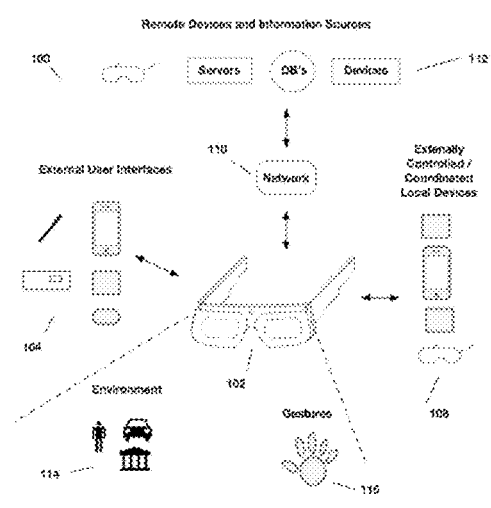 Remote Devices and Information Sources
100
Servers
DB's
Devices
112
110
Network
External User Interfaces
Externally
Controlled /
Coordinated
Local Devices
104
102
108
Environment
Gestures
114
116